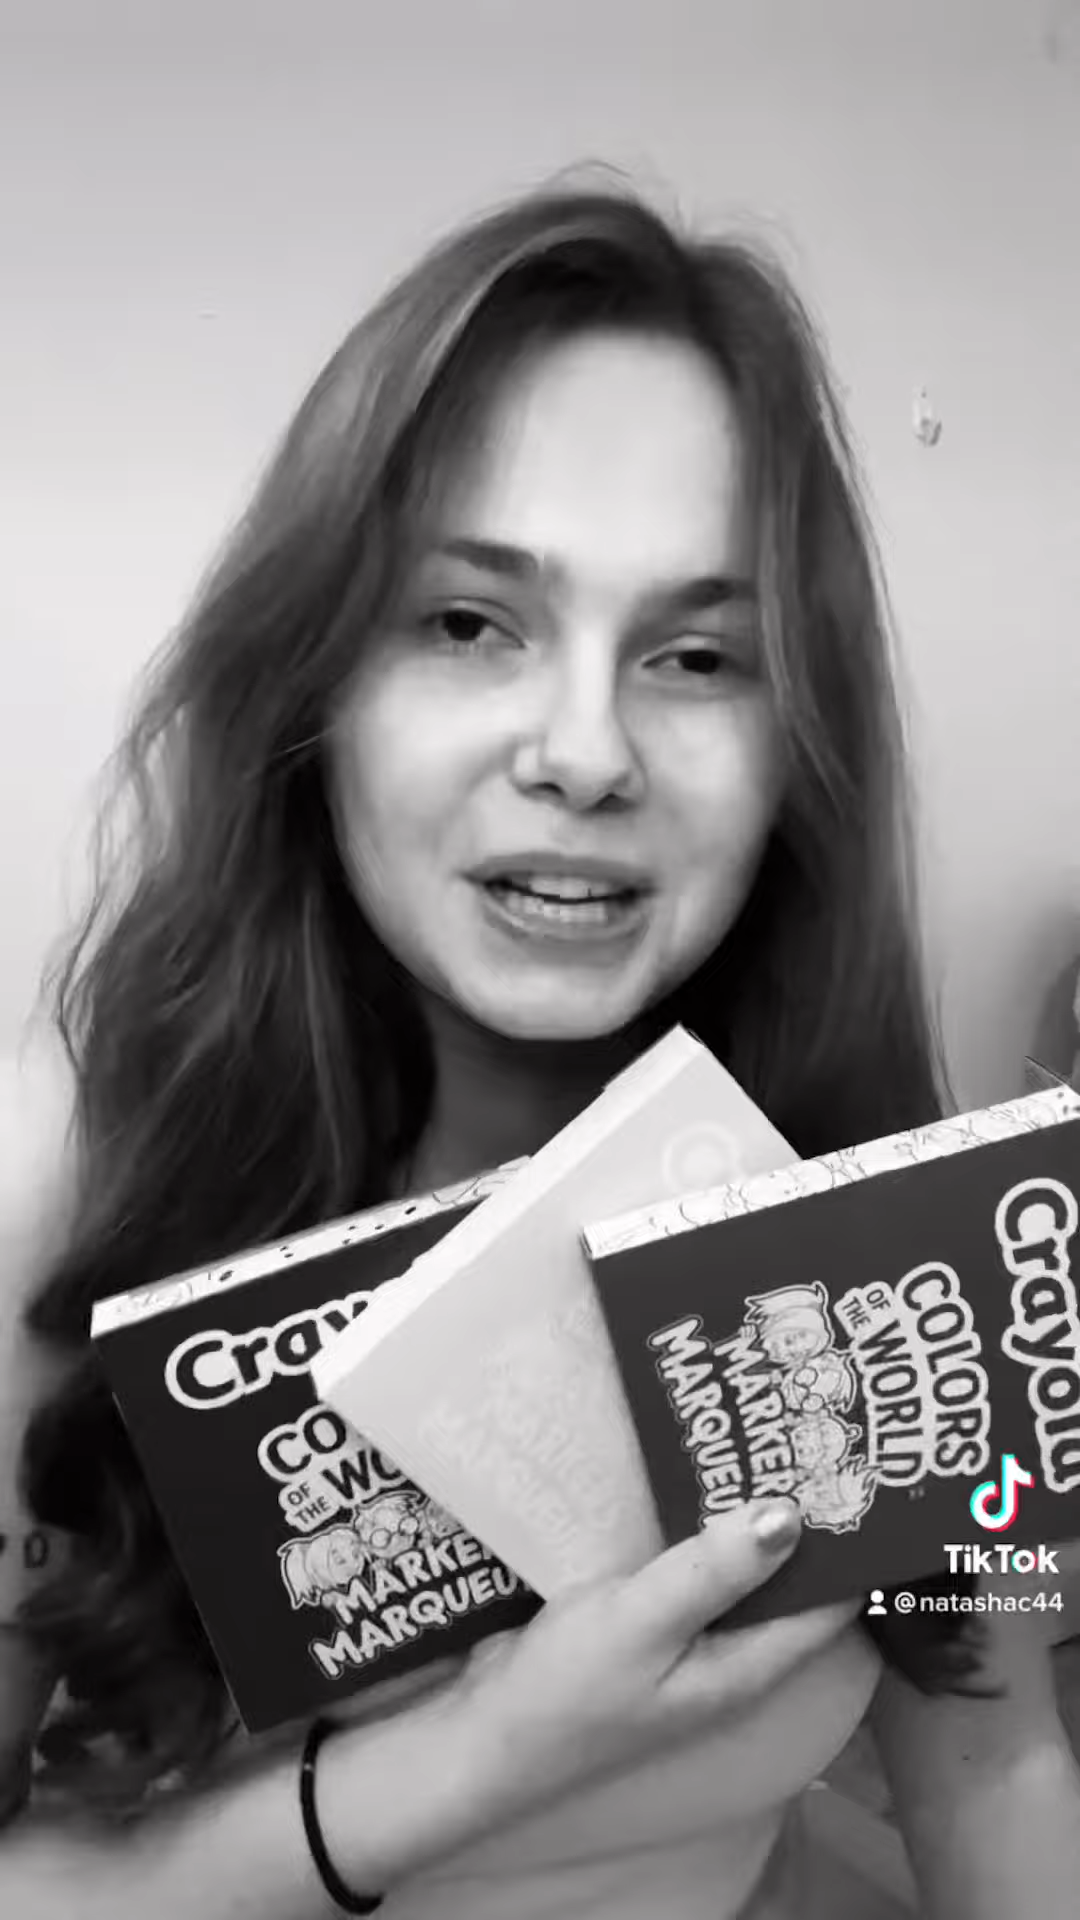 Cray
CO
OF
THE WO
MARKE
MARQUEU
Crayola
COLORS
OF
THE WORLD
MARKER
MARQUEU
TikTok
@natashac44